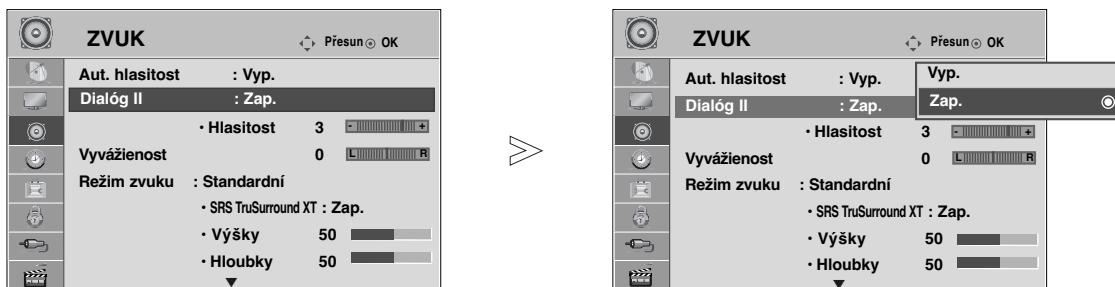 ZVUK Přesun OK
Aut. hlasitost : Vyp.
Dialóg II : Zap.
• Hlasitost 3 - +
Vyvážienost 0 L R
Režim zvuku : Standardní
• SRS TruSurround XT : Zap.
• Výšky 50
• Hloubky 50
>
ZVUK Přesun OK
Aut. hlasitost : Vyp.
Dialóg II : Zap.
• Hlasitost 3 - +
Vyvážienost 0 L R
Režim zvuku : Standardní
• SRS TruSurround XT : Zap.
• Výšky 50
• Hloubky 50
Vyp.
Zap.